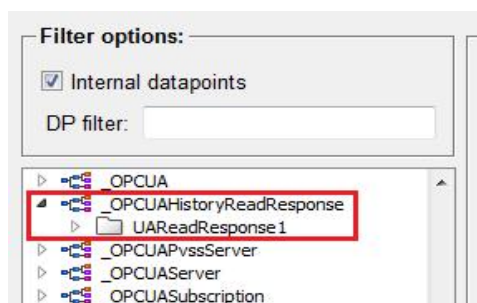 Filter options:
Internal datapoints
DP filter:
_OPCUA
_OPCUAHistoryReadResponse
UAReadResponse1
_OPCUAPvssServer
_OPCUAServer
_OPCUASubscription